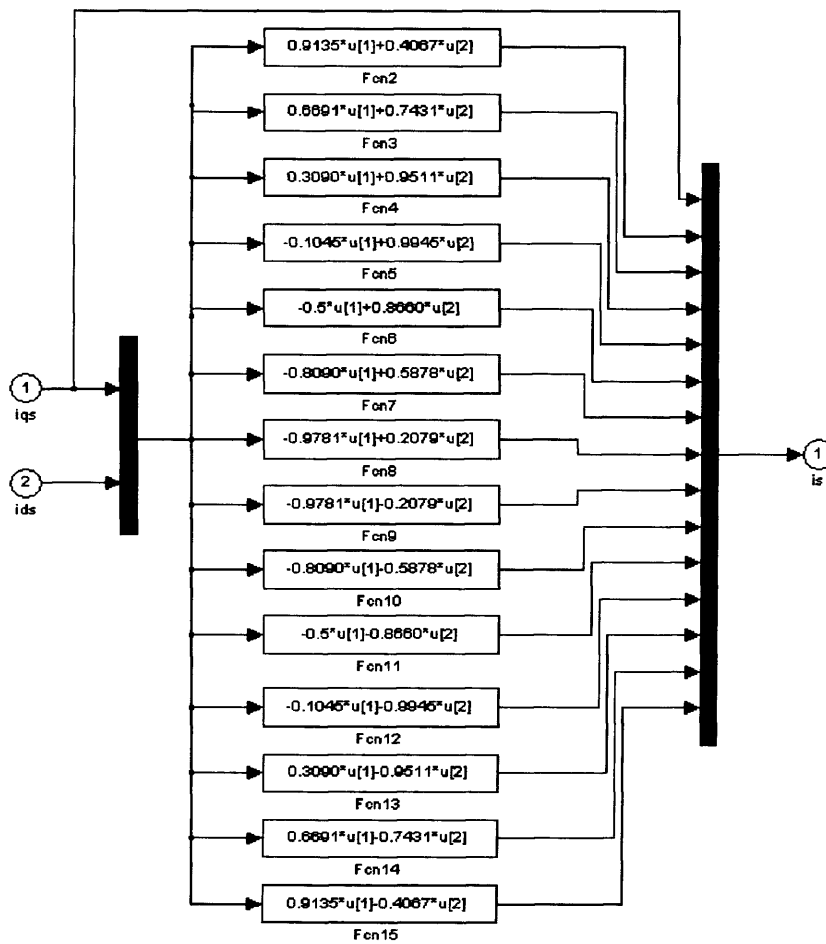 0.9135*u[1]+0.4067*u[2]
Fcn2
0.6691*u[1]+0.7431*u[2]
Fcn3
0.3090*u[1]+0.9511*u[2]
Fcn4
-0.1045*u[1]+0.9945*u[2]
Fcn5
-0.5*u[1]+0.8660*u[2]
Fcn6
1
iqs
-0.8090*u[1]+0.5878*u[2]
Fcn7
-0.9781*u[1]+0.2079*u[2]
Fcn8
1
is
2
ids
-0.9781*u[1]-0.2079*u[2]
Fcn9
-0.8090*u[1]-0.5878*u[2]
Fcn10
-0.5*u[1]-0.8660*u[2]
Fcn11
-0.1045*u[1]-0.9945*u[2]
Fcn12
0.3090*u[1]-0.9511*u[2]
Fcn13
0.6691*u[1]-0.7431*u[2]
Fcn14
0.9135*u[1]-0.4067*u[2]
Fcn15